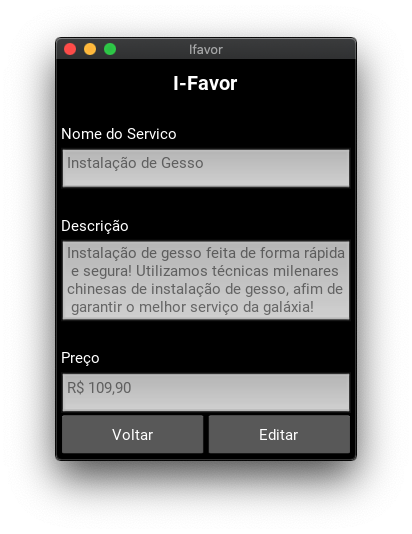 Ifavor
I-Favor
Nome do Servico
Instalação de Gesso
Descrição
Instalação de gesso feita de forma rápida
e segura! Utilizamos técnicas milenares
chinesas de instalação de gesso, afim de
garantir o melhor serviço da galáxia!
Preço
R$ 109,90
Voltar Editar